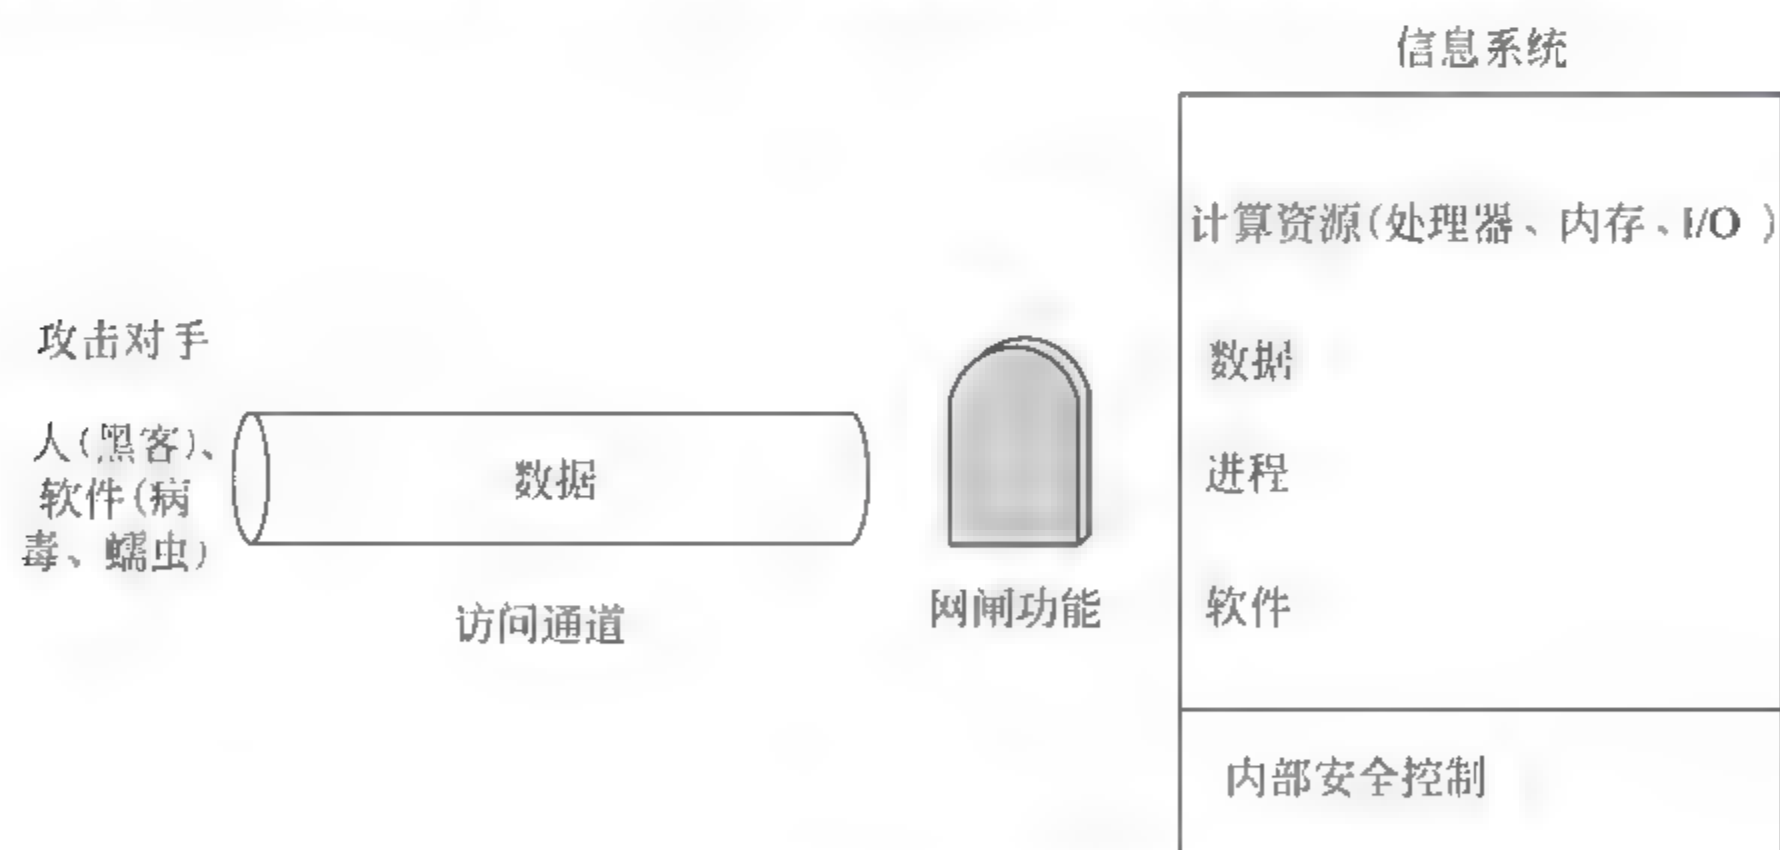 信息系统
计算资源(处理器、内存、I/O )
攻击对手
数据
人(黑客)、
软件(病
毒、蠕虫)
数据
进程
访问通道
网闸功能
软件
内部安全控制